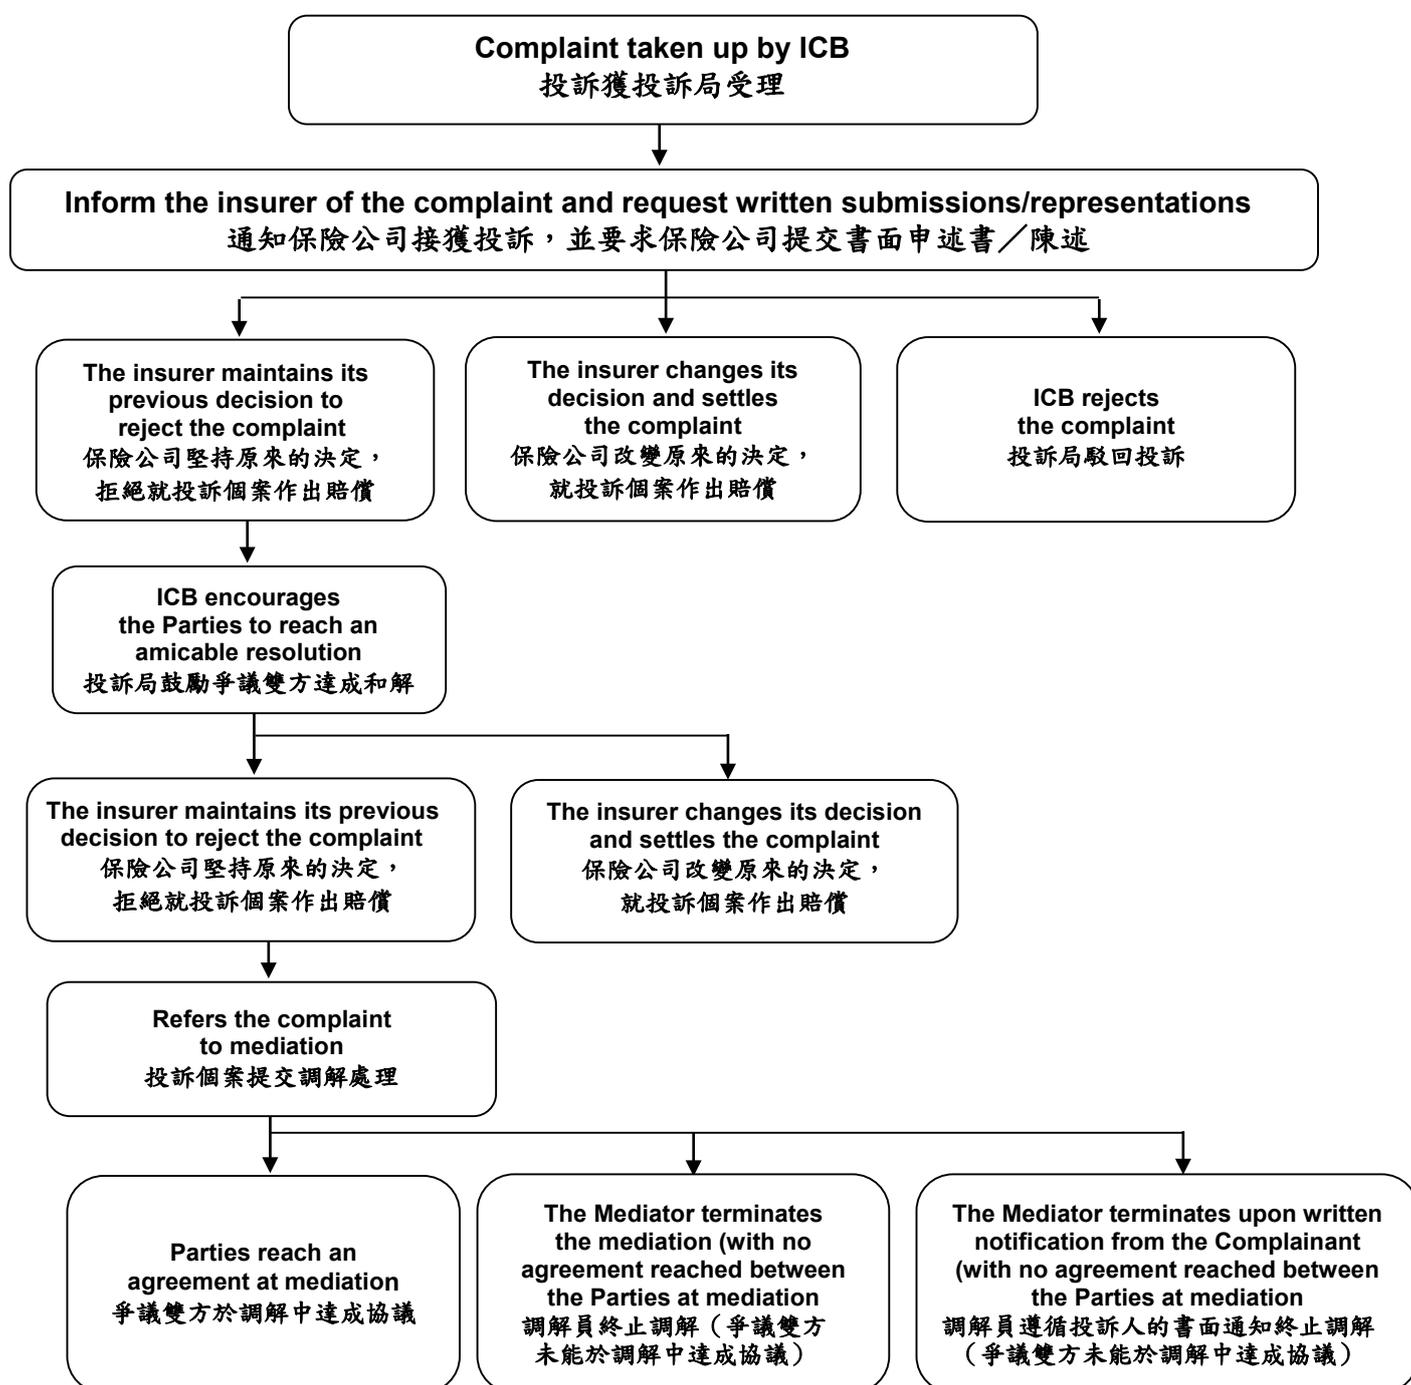 Complaint taken up by ICB
投訴獲投訴局受理
Inform the insurer of the complaint and request written submissions/representations
通知保險公司接獲投訴，並要求保險公司提交書面申述書／陳述
The insurer maintains its
previous decision to
reject the complaint
保險公司堅持原來的決定，
拒絕就投訴個案作出賠償
The insurer changes its
decision and settles
the complaint
保險公司改變原來的決定，
就投訴個案作出賠償
ICB rejects
the complaint
投訴局駁回投訴
ICB encourages
the Parties to reach an
amicable resolution
投訴局鼓勵爭議雙方達成和解
The insurer maintains its previous
decision to reject the complaint
保險公司堅持原來的決定，
拒絕就投訴個案作出賠償
The insurer changes its decision
and settles the complaint
保險公司改變原來的決定，
就投訴個案作出賠償
Refers the complaint
to mediation
投訴個案提交調解處理
Parties reach an
agreement at mediation
爭議雙方於調解中達成協議
The Mediator terminates
the mediation (with no
agreement reached between
the Parties at mediation
調解員終止調解（爭議雙方
未能於調解中達成協議）
The Mediator terminates upon written
notification from the Complainant
(with no agreement reached between
the Parties at mediation
調解員遵循投訴人的書面通知終止調解
（爭議雙方未能於調解中達成協議）